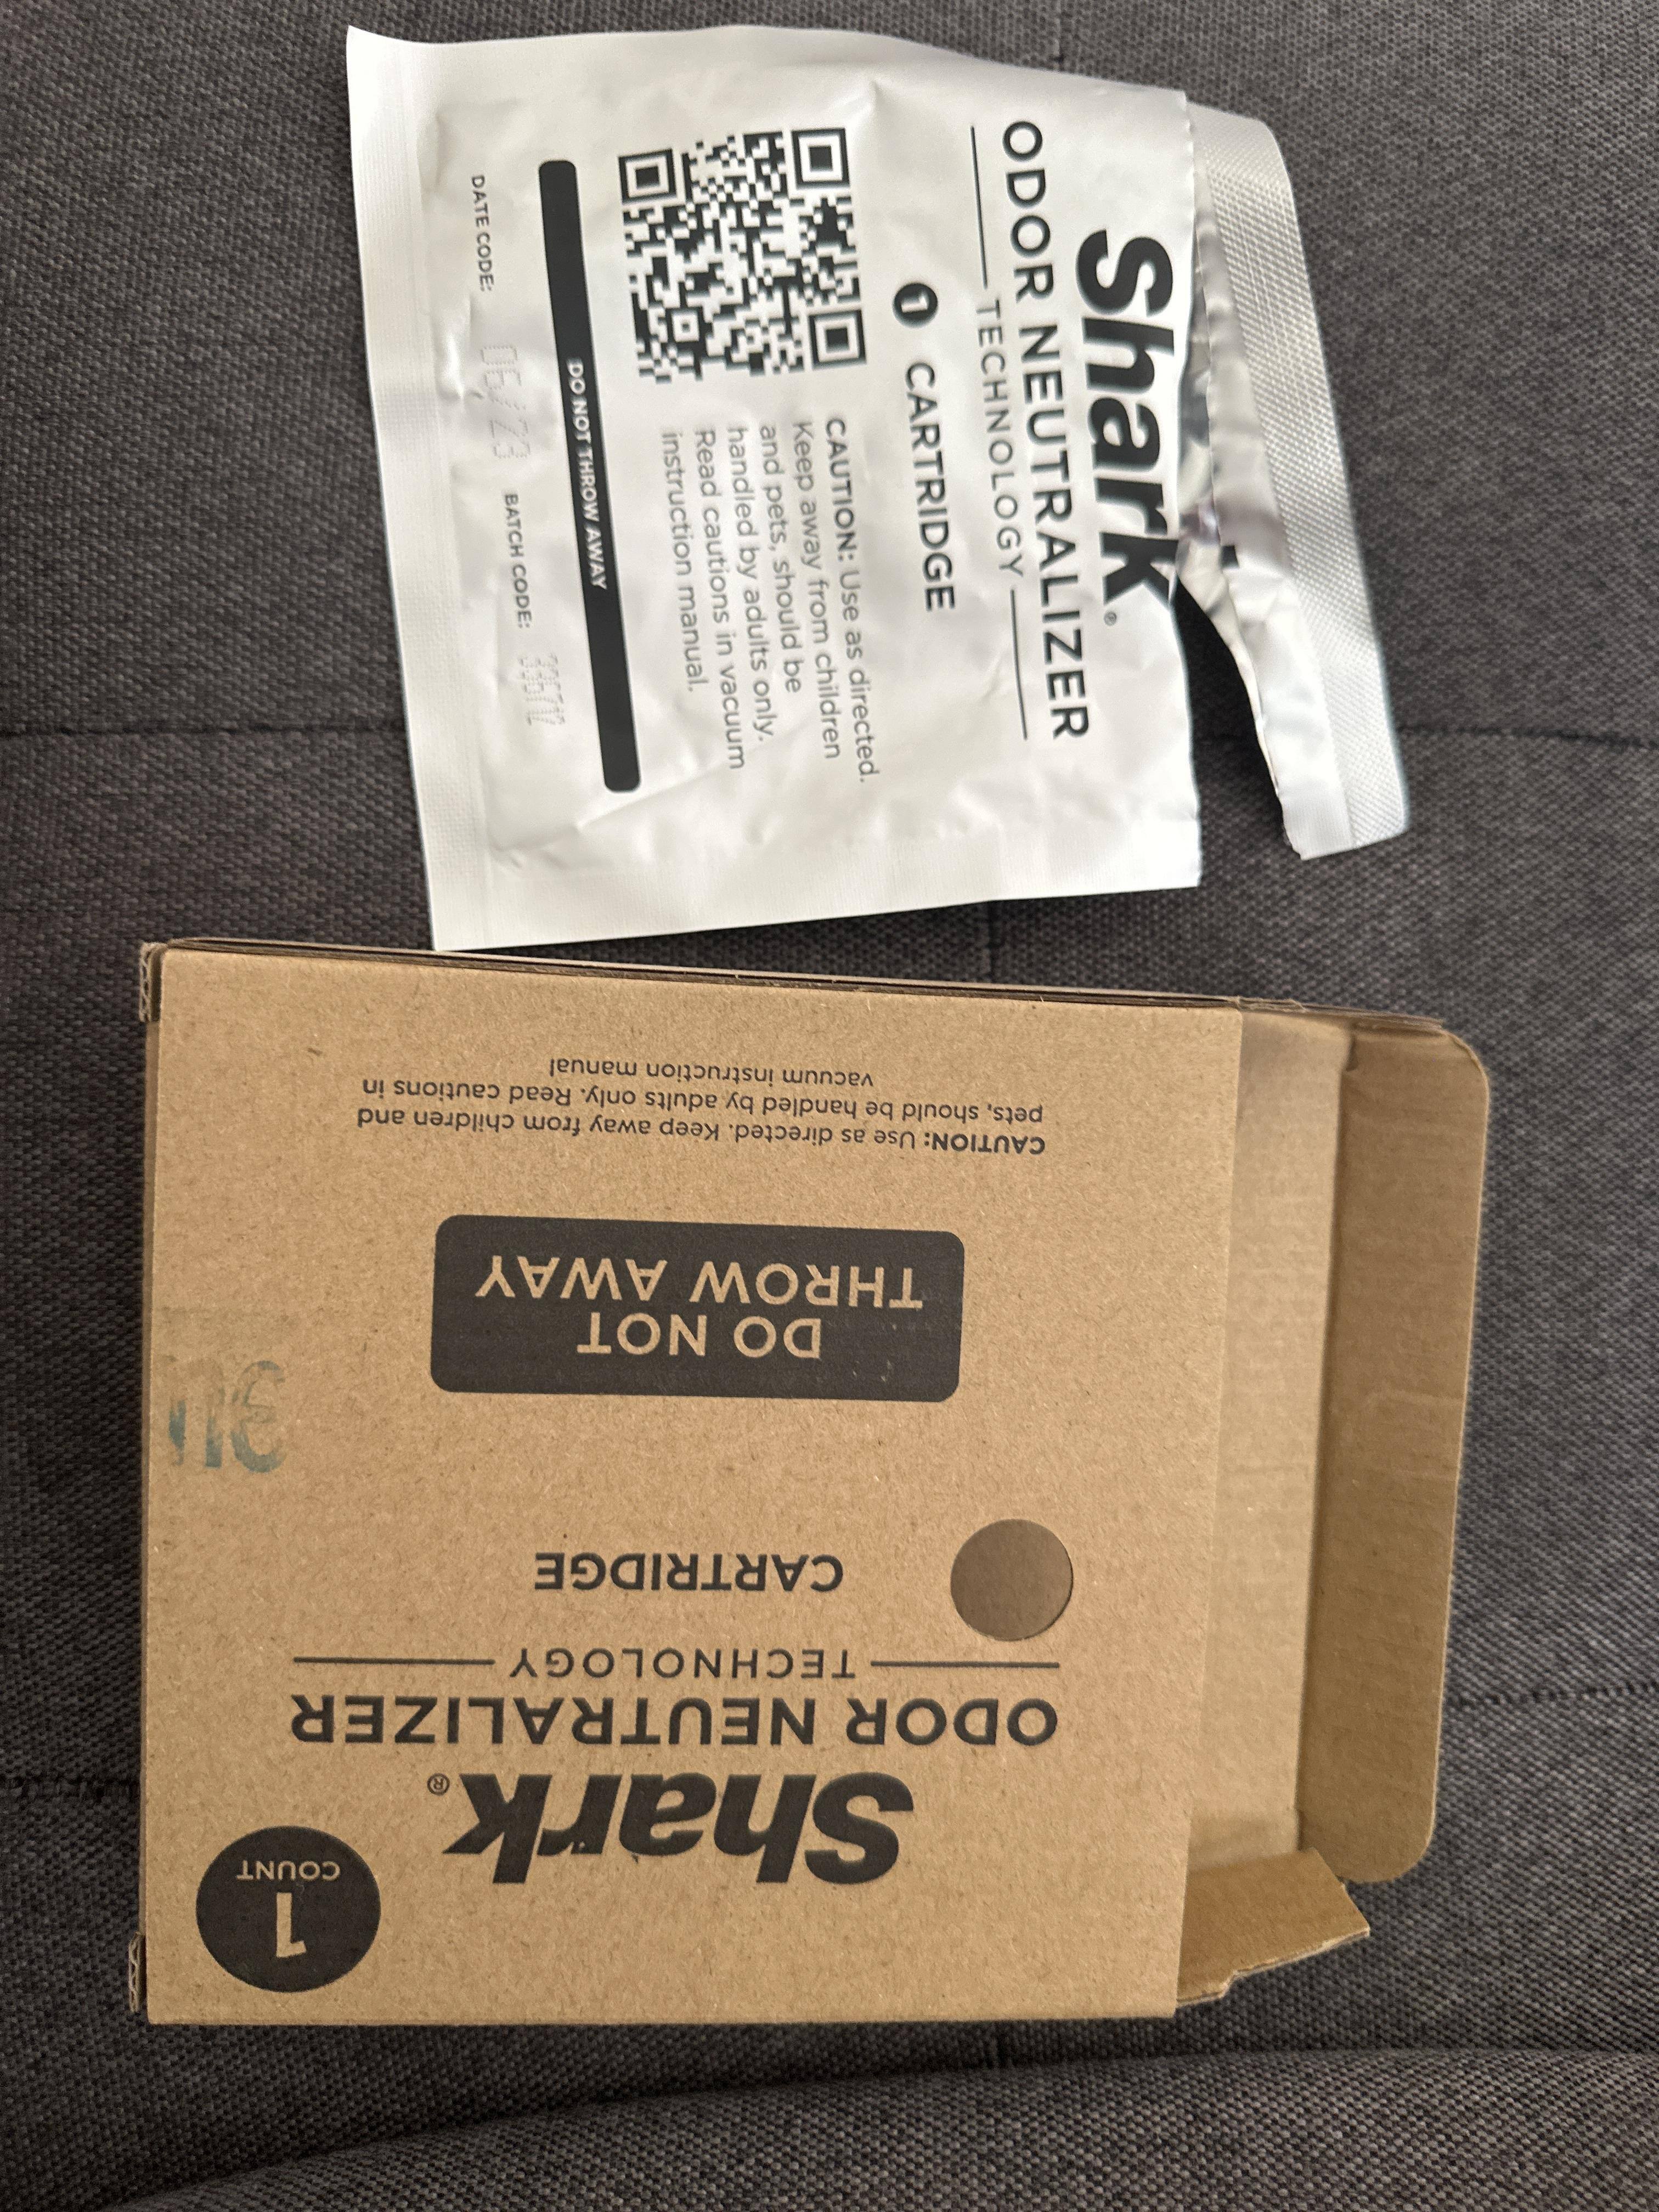 Shark®
ODOR NEUTRALIZER
TECHNOLOGY
1 CARTRIDGE
CAUTION: Use as directed.
Keep away from children
and pets, should be
handled by adults only.
Read cautions in vacuum
instruction manual.
DO NOT THROW AWAY
DATE CODE: 06/23 BATCH CODE:
1
COUNT
Shark®
ODOR NEUTRALIZER
TECHNOLOGY
CARTRIDGE
DO NOT
THROW AWAY
CAUTION: Use as directed. Keep away from children and
pets, should be handled by adults only. Read cautions in
vacuum instruction manual